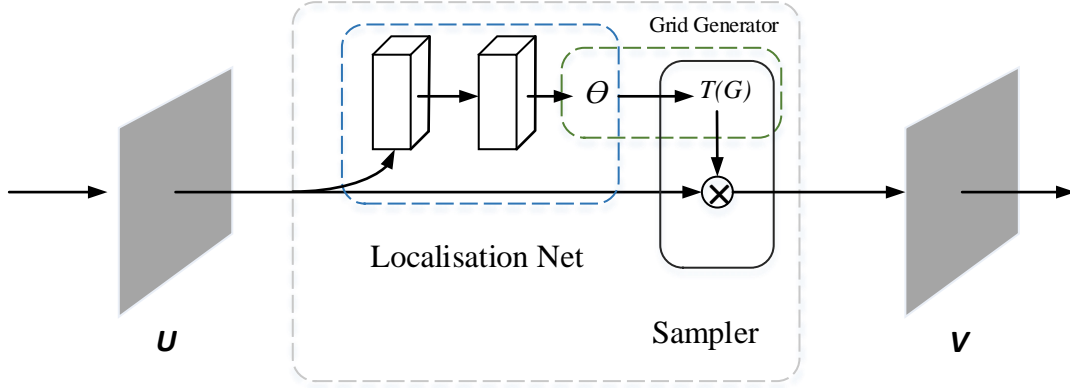 Grid Generator
Θ
T(G)
Localisation Net
Sampler
U
V